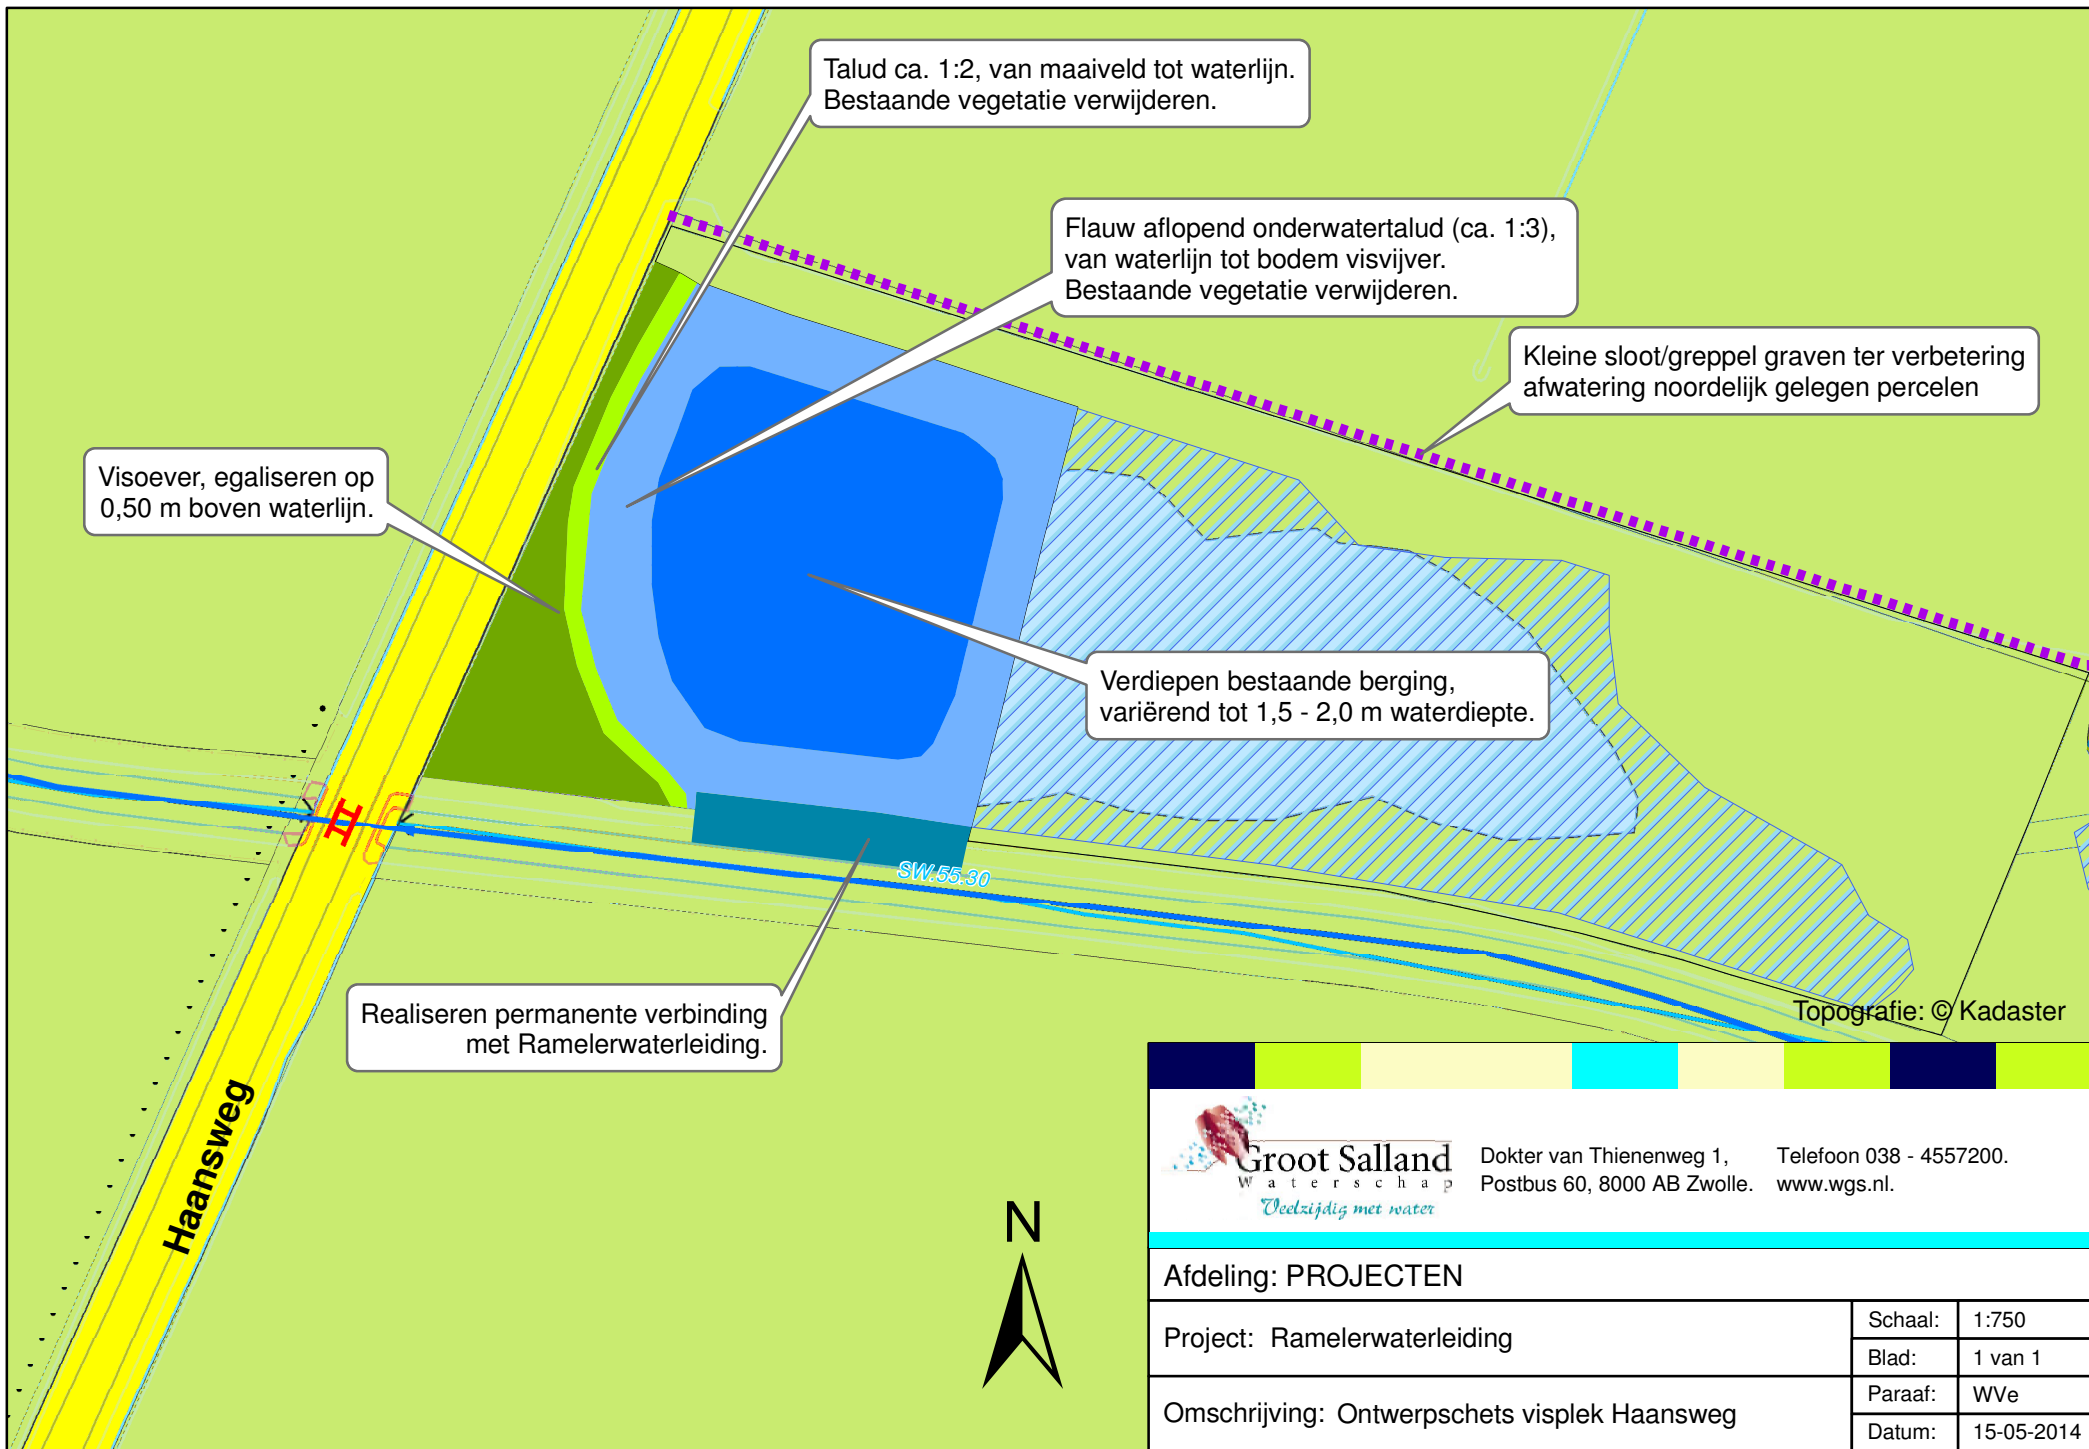 Talud ca. 1:2, van maaiveld tot waterlijn.
Bestaande vegetatie verwijderen.
Flauw aflopend onderwatertalud (ca. 1:3),
van waterlijn tot bodem visvijver.
Bestaande vegetatie verwijderen.
Kleine sloot/greppel graven ter verbetering
afwatering noordelijk gelegen percelen
Visoever, egaliseren op
0,50 m boven waterlijn.
Verdiepen bestaande berging,
variërend tot 1,5 - 2,0 m waterdiepte.
SW.55.30
Realiseren permanente verbinding
met Ramelerwaterleiding.
Topografie: © Kadaster
Haansweg
N
Groot Salland
Waterschap
Veelzijdig met water
Dokter van Thienenweg 1,
Postbus 60, 8000 AB Zwolle.
Telefoon 038 - 4557200.
www.wgs.nl.
Afdeling: PROJECTEN
Project: Ramelerwaterleiding
Schaal: 1:750
Blad: 1 van 1
Omschrijving: Ontwerpschets visplek Haansweg
Paraaf: WVe
Datum: 15-05-2014